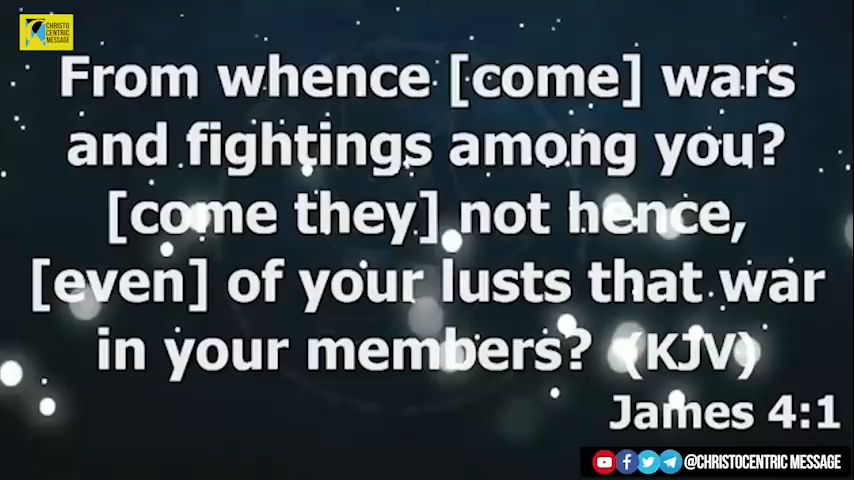 CHRISTO
CENTRIC
MESSAGE
From whence [come] wars
and fightings among you?
[come they] not hence,
[even] of your lusts that war
in your members? (KJV)
James 4:1
@CHRISTOCENTRIC MESSAGE